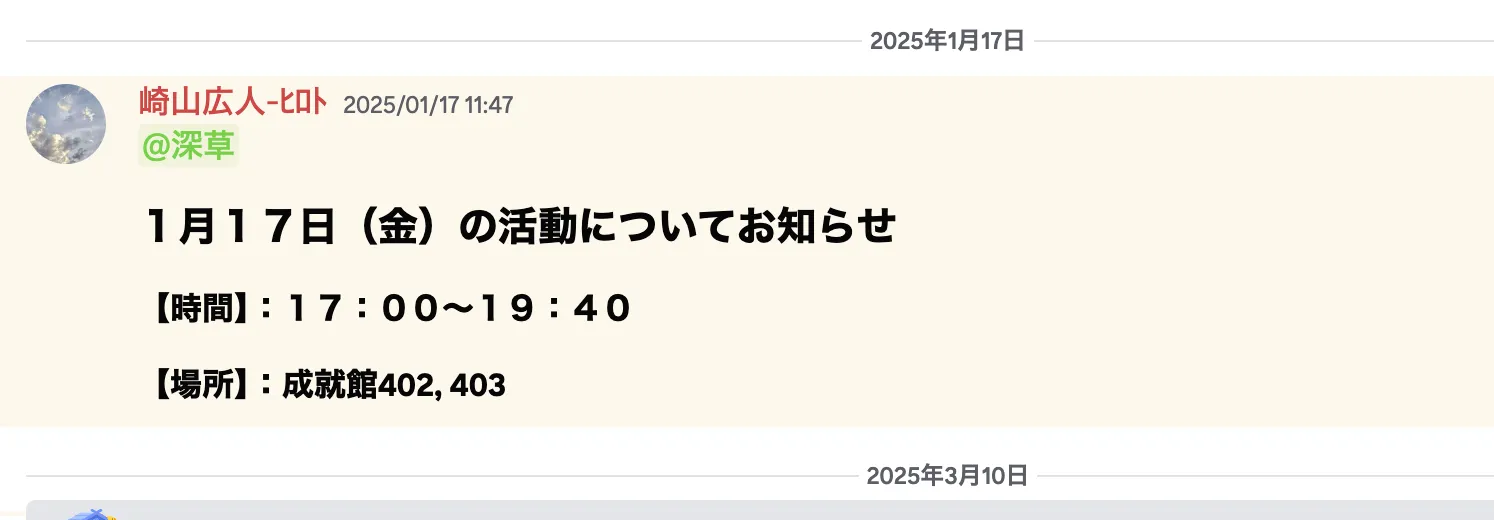 2025年1月17日
崎山広人-ﾋﾛﾄ 2025/01/17 11:47
@深草
１月１７日（金）の活動についてお知らせ
【時間】：１７：００〜１９：４０
【場所】：成就館402, 403
2025年3月10日